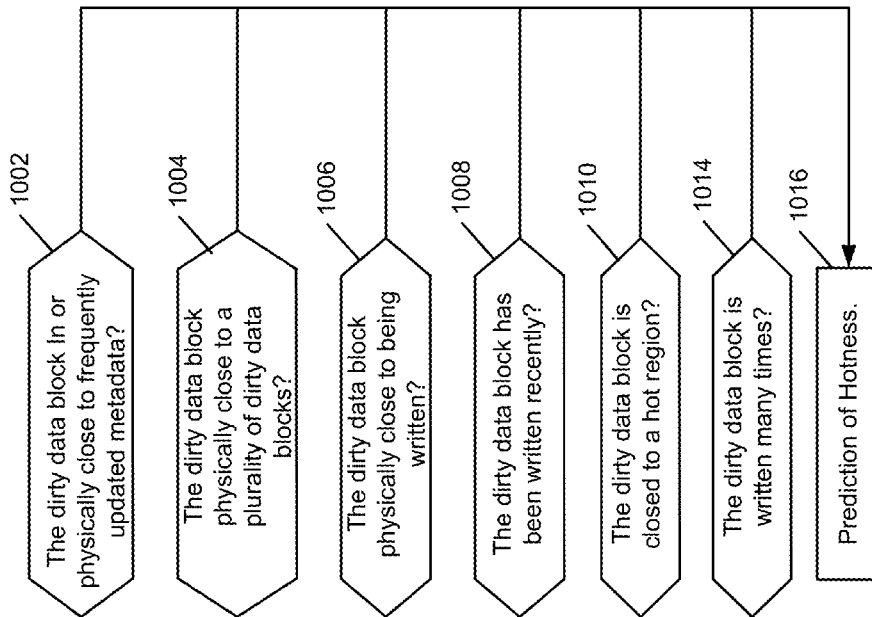 1002
The dirty data block In or
physically close to frequently
updated metadata?
1004
The dirty data block
physically close to a
plurality of dirty data
blocks?
1006
The dirty data block
physically close to being
written?
1008
The dirty data block has
been written recently?
1010
The dirty data block is
closed to a hot region?
1014
The dirty data block is
written many times?
1016
Prediction of Hotness.